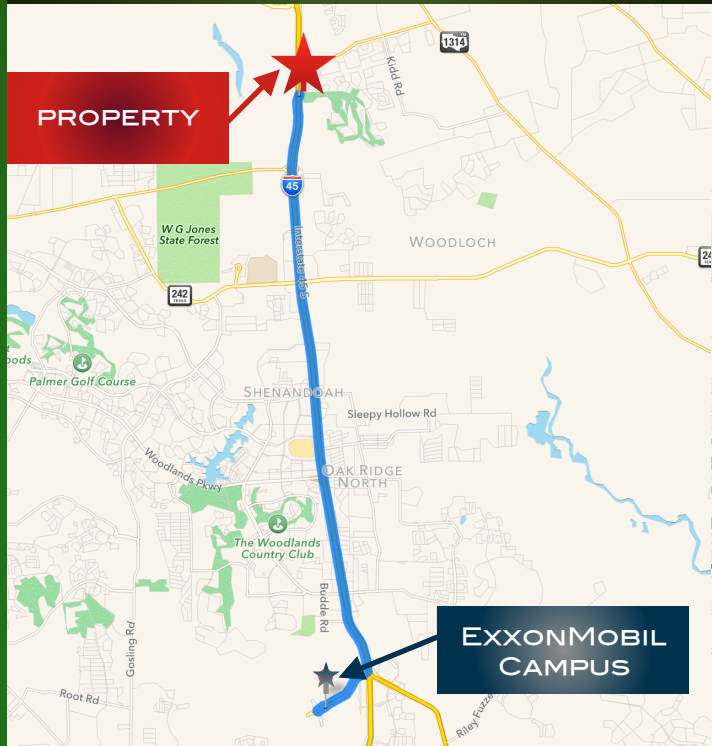 1314
Kidd Rd
PROPERTY
45
W G Jones
State Forest
Interstate 45 S
WOODLOCH
242
TEXAS
Palmer Golf Course
SHENANDOAH
Sleepy Hollow Rd
Woodlands Pkwy
OAK RIDGE
NORTH
The Woodlands
Country Club
Budde Rd
Gosling Rd
EXXONMOBIL
CAMPUS
Root Rd
Riley Fuzze